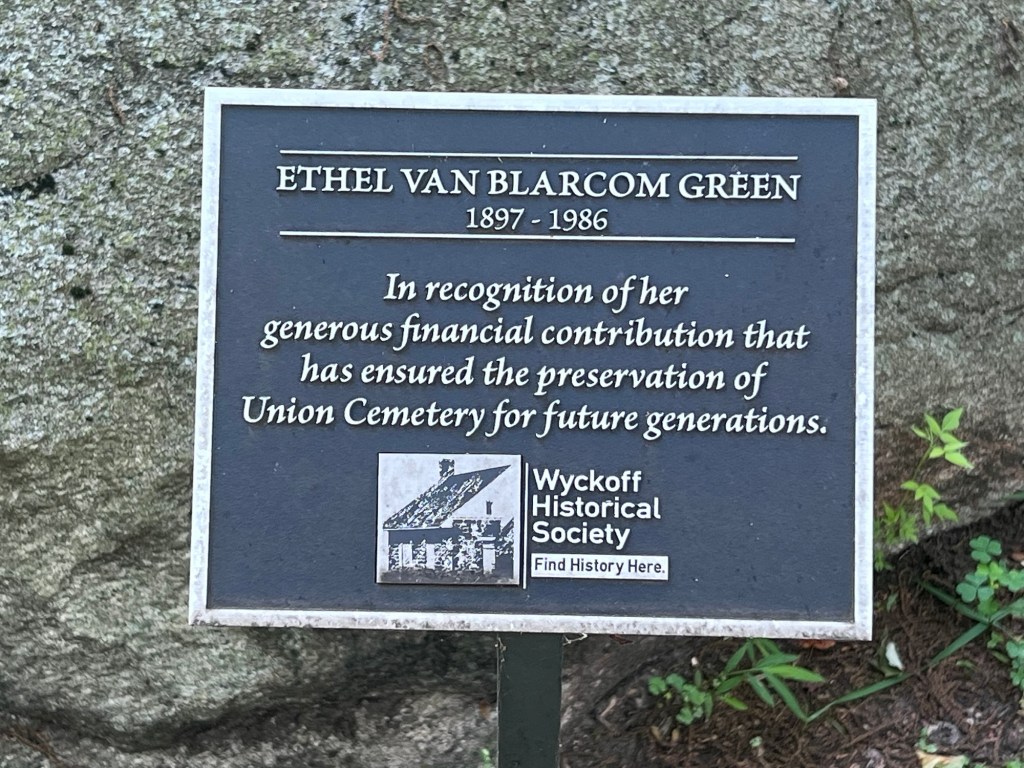 ETHEL VAN BLARCOM GREEN
1897 - 1986
In recognition of her
generous financial contribution that
has ensured the preservation of
Union Cemetery for future generations.
Wyckoff
Historical
Society
Find History Here.